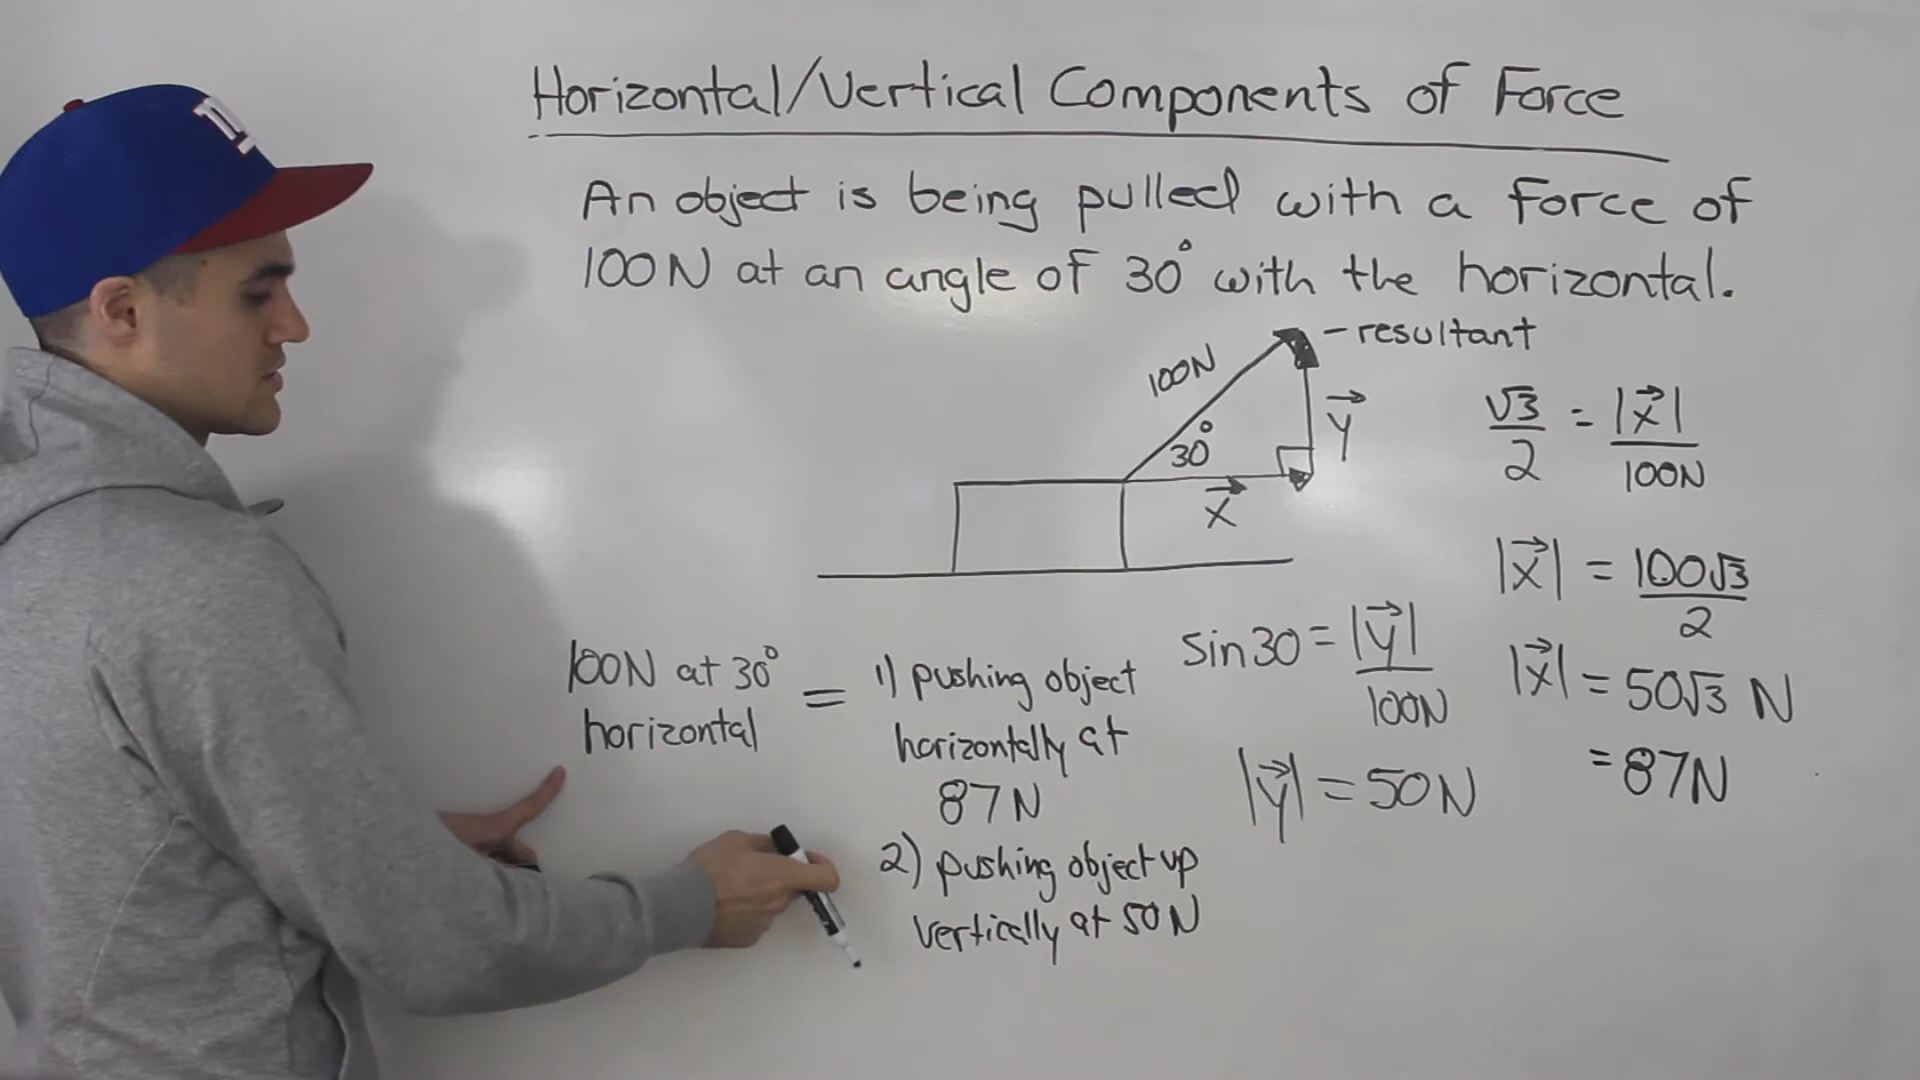 Horizontal/Vertical Components of Force
An object is being pulled with a force of
100N at an angle of 30° with the horizontal.
100N
- resultant
30°
y⃗
x⃗
√3/2 = |x⃗|/100N
|x⃗| = 100√3/2
|x⃗| = 50√3 N
= 87N
sin30 = |y⃗|/100N
|y⃗| = 50N
100N at 30°
horizontal
=
1) pushing object
horizontally at
87N
2) pushing object up
vertically at 50N
ny